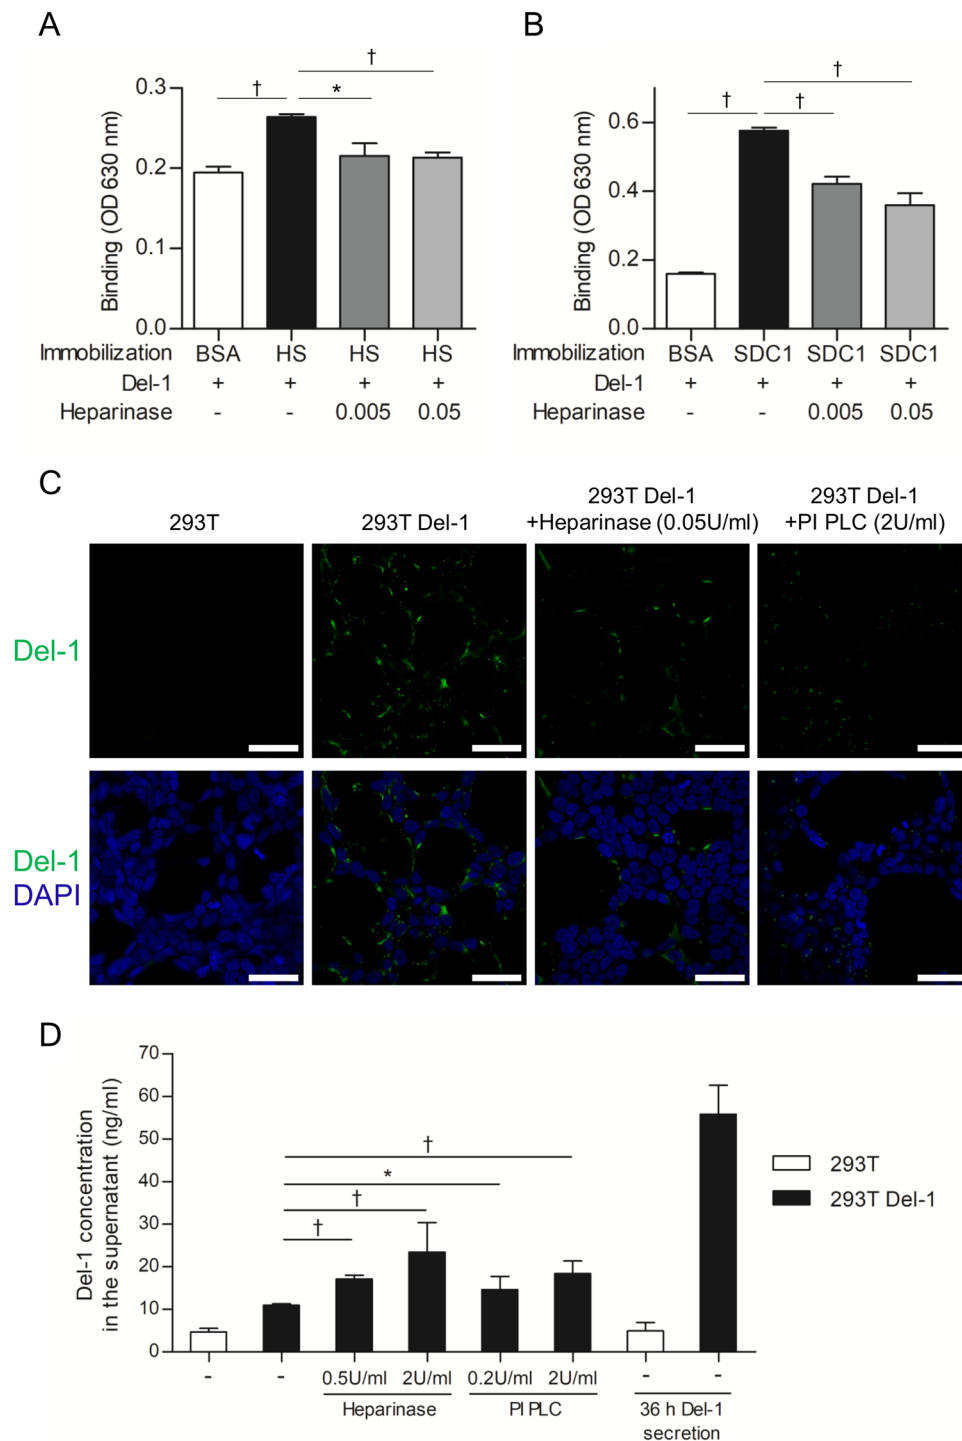 A
B
†
*
†
†
†
†
0.3
0.2
0.1
0.0
Binding (OD 630 nm)
0.6
0.4
0.2
0.0
Binding (OD 630 nm)
Immobilization BSA HS HS HS
Del-1 + + + +
Heparinase - - 0.005 0.05
Immobilization BSA SDC1 SDC1 SDC1
Del-1 + + + +
Heparinase - - 0.005 0.05
C
293T
293T Del-1
293T Del-1
+Heparinase (0.05U/ml)
293T Del-1
+PI PLC (2U/ml)
Del-1
Del-1
DAPI
D
Del-1 concentration
in the supernatant (ng/ml)
70
60
50
40
30
20
10
0
†
*
†
†
293T
293T Del-1
- - 0.5U/ml 2U/ml 0.2U/ml 2U/ml - -
Heparinase PI PLC 36 h Del-1
secretion